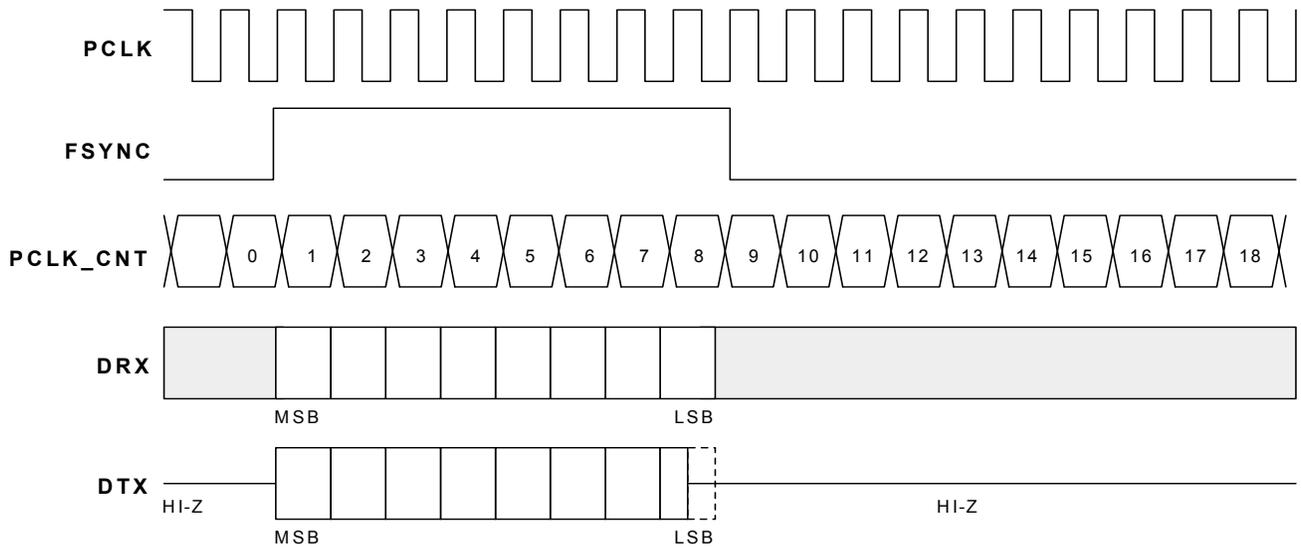 PCLK
FSYNC
PCLK_CNT 0 1 2 3 4 5 6 7 8 9 10 11 12 13 14 15 16 17 18
DRX
MSB LSB
DTX
HI-Z HI-Z
MSB LSB